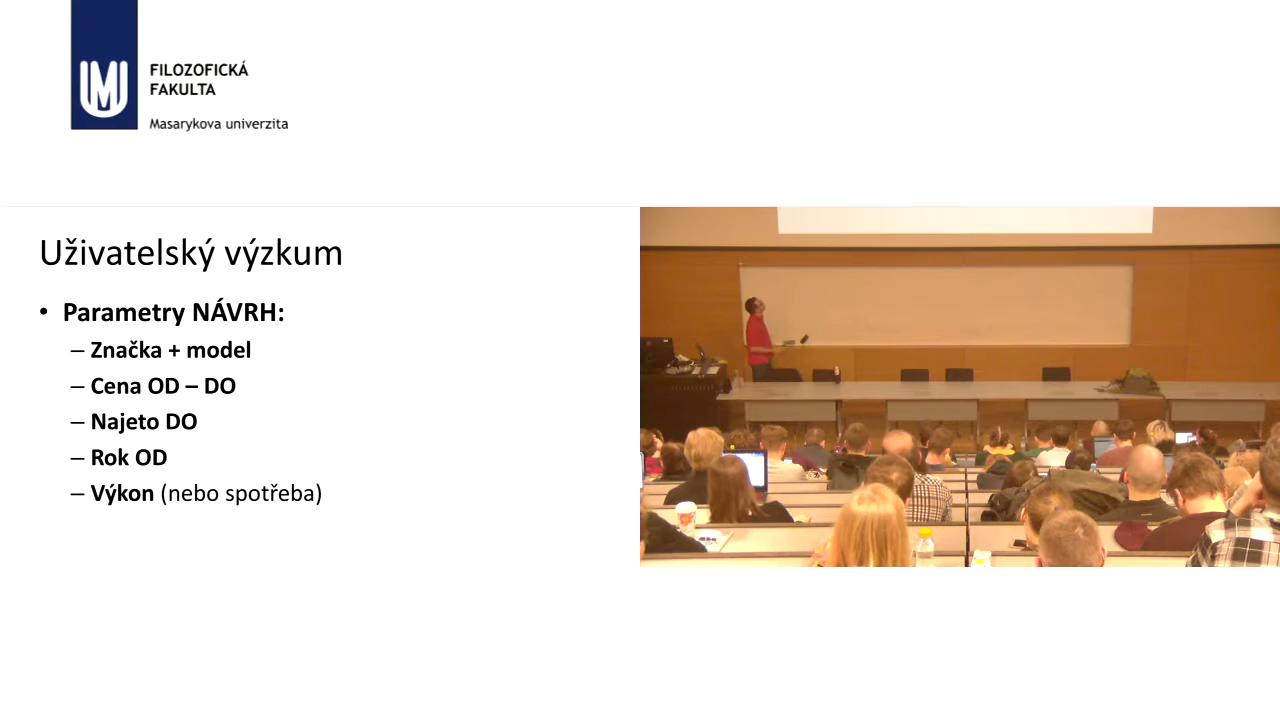 FILOZOFICKÁ
FAKULTA
Masarykova univerzita
Uživatelský výzkum
• Parametry NÁVRH:
– Značka + model
– Cena OD – DO
– Najeto DO
– Rok OD
– Výkon (nebo spotřeba)